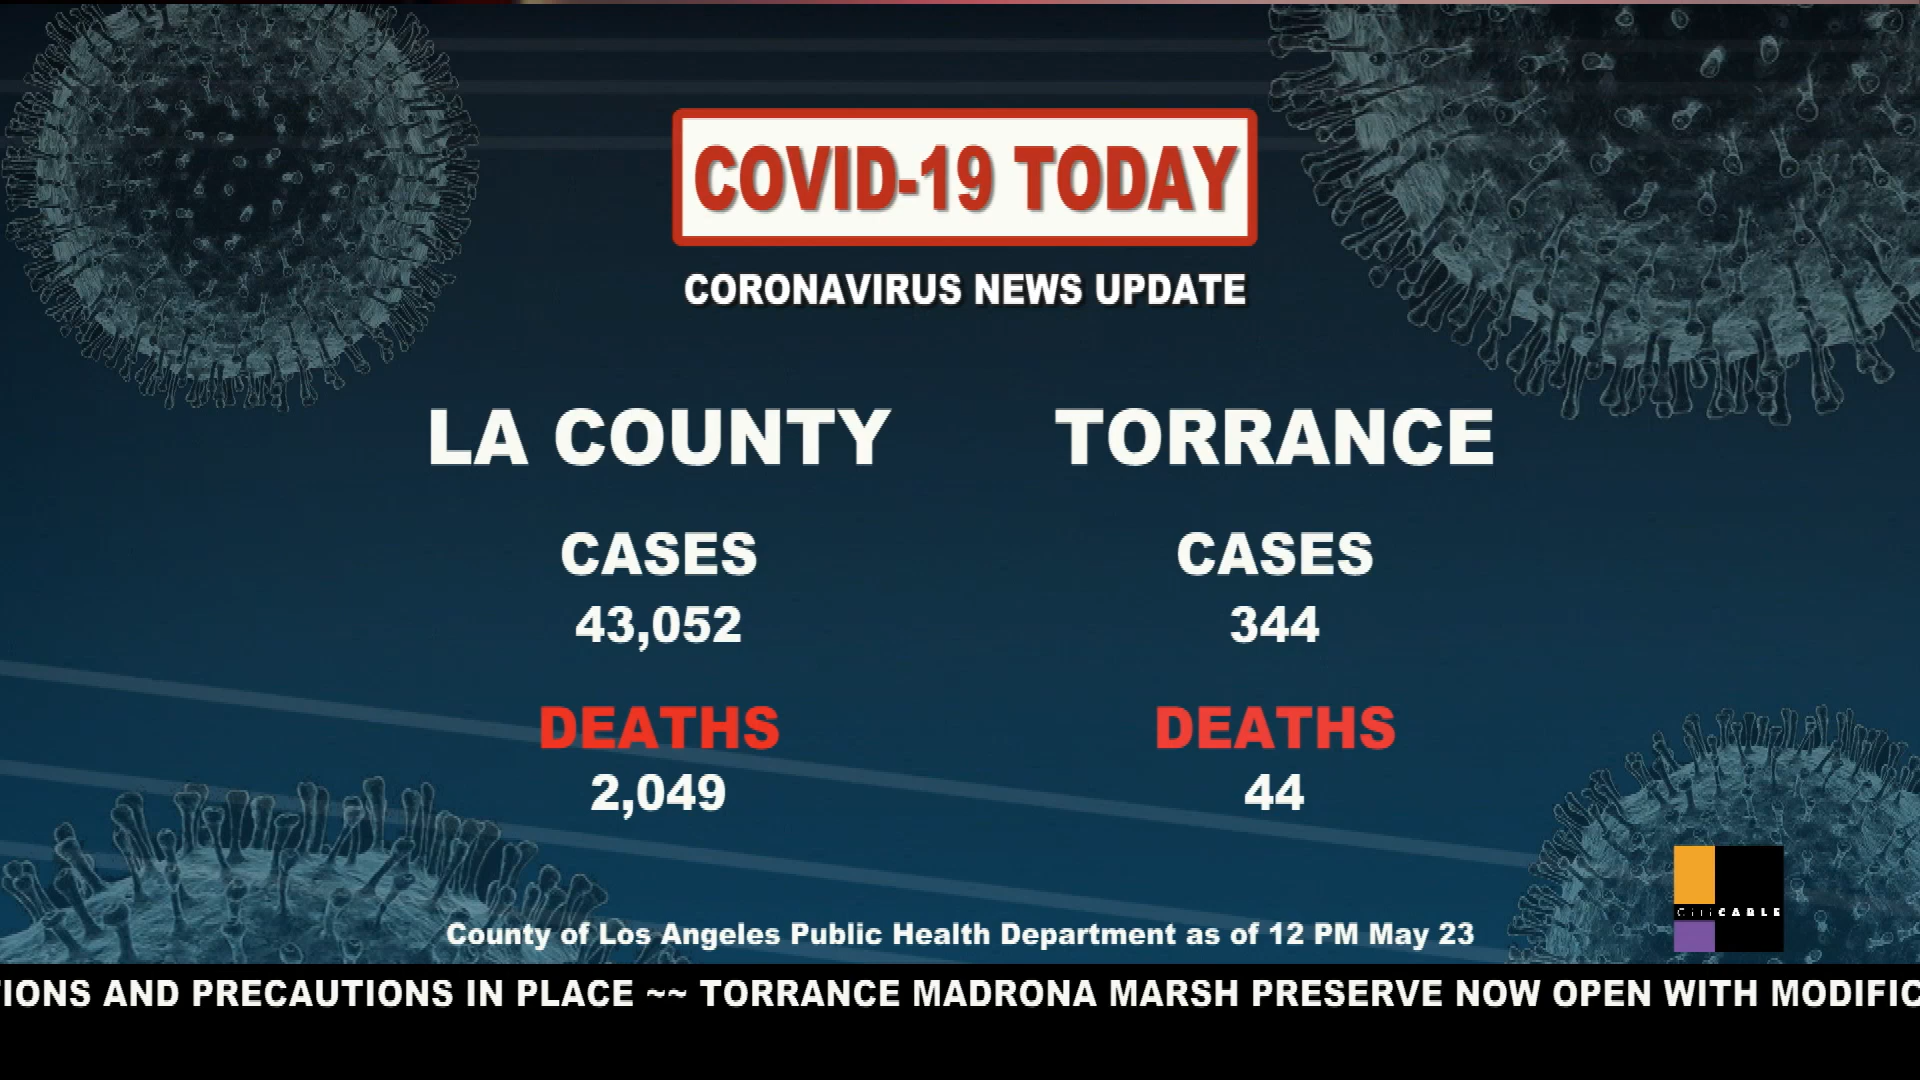 COVID-19 TODAY
CORONAVIRUS NEWS UPDATE
LA COUNTY
CASES
43,052
DEATHS
2,049
TORRANCE
CASES
344
DEATHS
44
County of Los Angeles Public Health Department as of 12 PM May 23
CITICABLE
TIONS AND PRECAUTIONS IN PLACE ~~ TORRANCE MADRONA MARSH PRESERVE NOW OPEN WITH MODIFIC